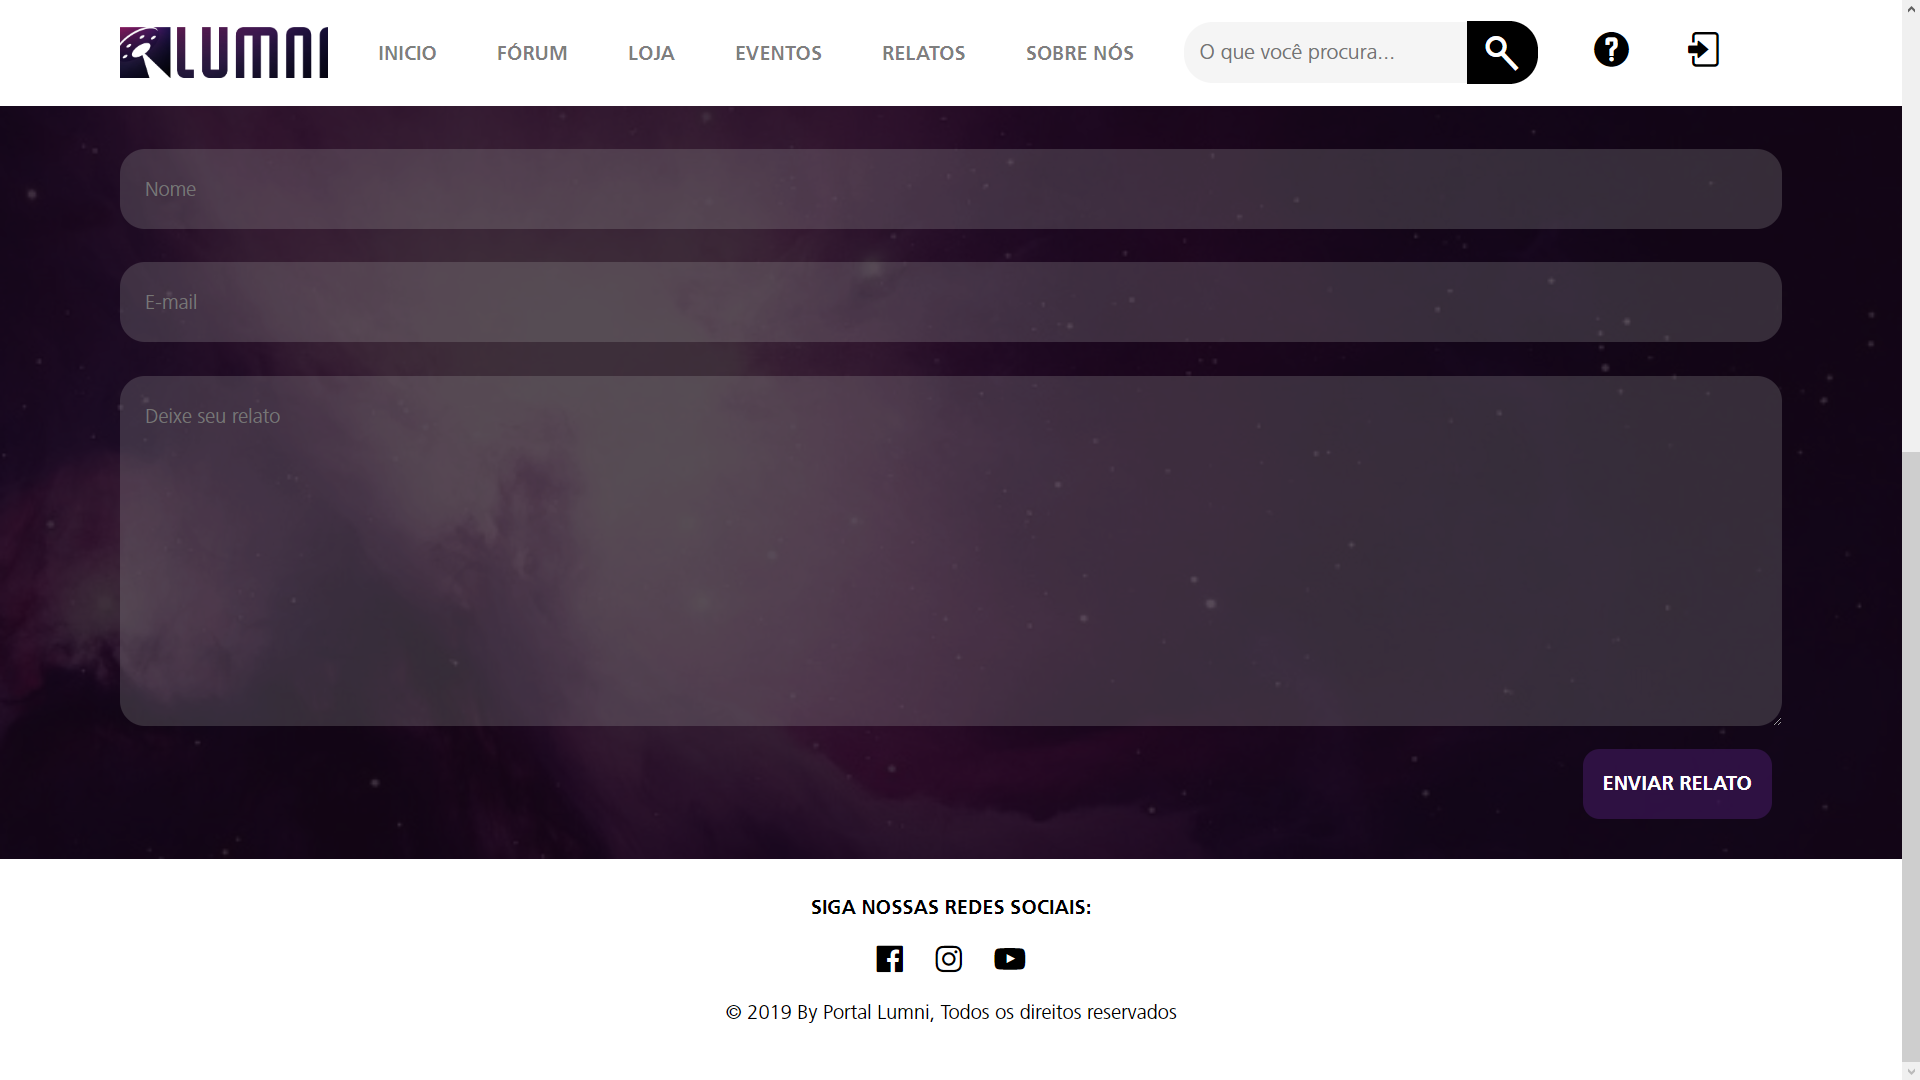 LUMNI
INICIO FÓRUM LOJA EVENTOS RELATOS SOBRE NÓS O que você procura...
Nome
E-mail
Deixe seu relato
ENVIAR RELATO
SIGA NOSSAS REDES SOCIAIS:
© 2019 By Portal Lumni, Todos os direitos reservados